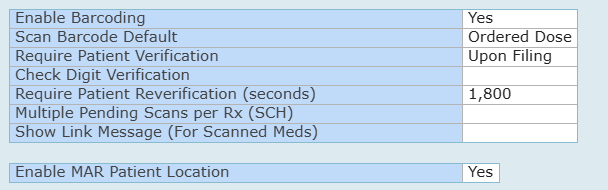 Enable Barcoding Yes
Scan Barcode Default Ordered Dose
Require Patient Verification Upon Filing
Check Digit Verification
Require Patient Reverification (seconds) 1,800
Multiple Pending Scans per Rx (SCH)
Show Link Message (For Scanned Meds)
Enable MAR Patient Location Yes